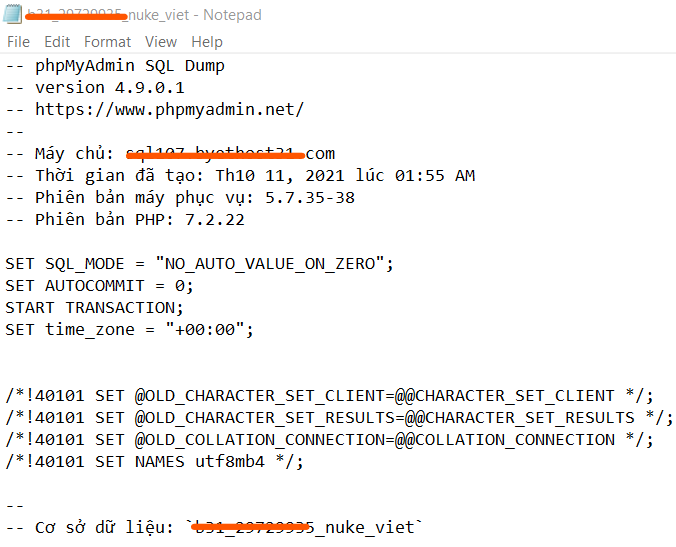 _nuke_viet - Notepad
File Edit Format View Help
-- phpMyAdmin SQL Dump
-- version 4.9.0.1
-- https://www.phpmyadmin.net/
--
-- Máy chủ: .com
-- Thời gian đã tạo: Th10 11, 2021 lúc 01:55 AM
-- Phiên bản máy phục vụ: 5.7.35-38
-- Phiên bản PHP: 7.2.22
SET SQL_MODE = "NO_AUTO_VALUE_ON_ZERO";
SET AUTOCOMMIT = 0;
START TRANSACTION;
SET time_zone = "+00:00";
/*!40101 SET @OLD_CHARACTER_SET_CLIENT=@@CHARACTER_SET_CLIENT */;
/*!40101 SET @OLD_CHARACTER_SET_RESULTS=@@CHARACTER_SET_RESULTS */;
/*!40101 SET @OLD_COLLATION_CONNECTION=@@COLLATION_CONNECTION */;
/*!40101 SET NAMES utf8mb4 */;
--
-- Cơ sở dữ liệu: `_nuke_viet`